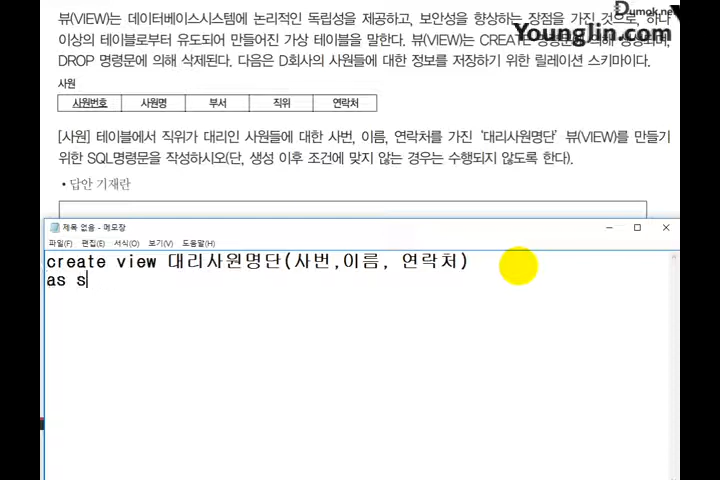 뷰(VIEW)는 데이터베이스시스템에 논리적인 독립성을 제공하고, 보안성을 향상하는 장점을 가진 것으로, 하나
이상의 테이블로부터 유도되어 만들어진 가상 테이블을 말한다. 뷰(VIEW)는 CREATE 명령문에 의해 생성되며,
DROP 명령문에 의해 삭제된다. 다음은 D회사의 사원들에 대한 정보를 저장하기 위한 릴레이션 스키마이다.
Dumok.ne
Younglin.com
사원
사원번호 사원명 부서 직위 연락처
[사원] 테이블에서 직위가 대리인 사원들에 대한 사번, 이름, 연락처를 가진 ‘대리사원명단’ 뷰(VIEW)를 만들기
위한 SQL명령문을 작성하시오(단, 생성 이후 조건에 맞지 않는 경우는 수행되지 않도록 한다).
• 답안 기재란
제목 없음 - 메모장
파일(F) 편집(E) 서식(O) 보기(V) 도움말(H)
create view 대리사원명단(사번,이름, 연락처)
as s